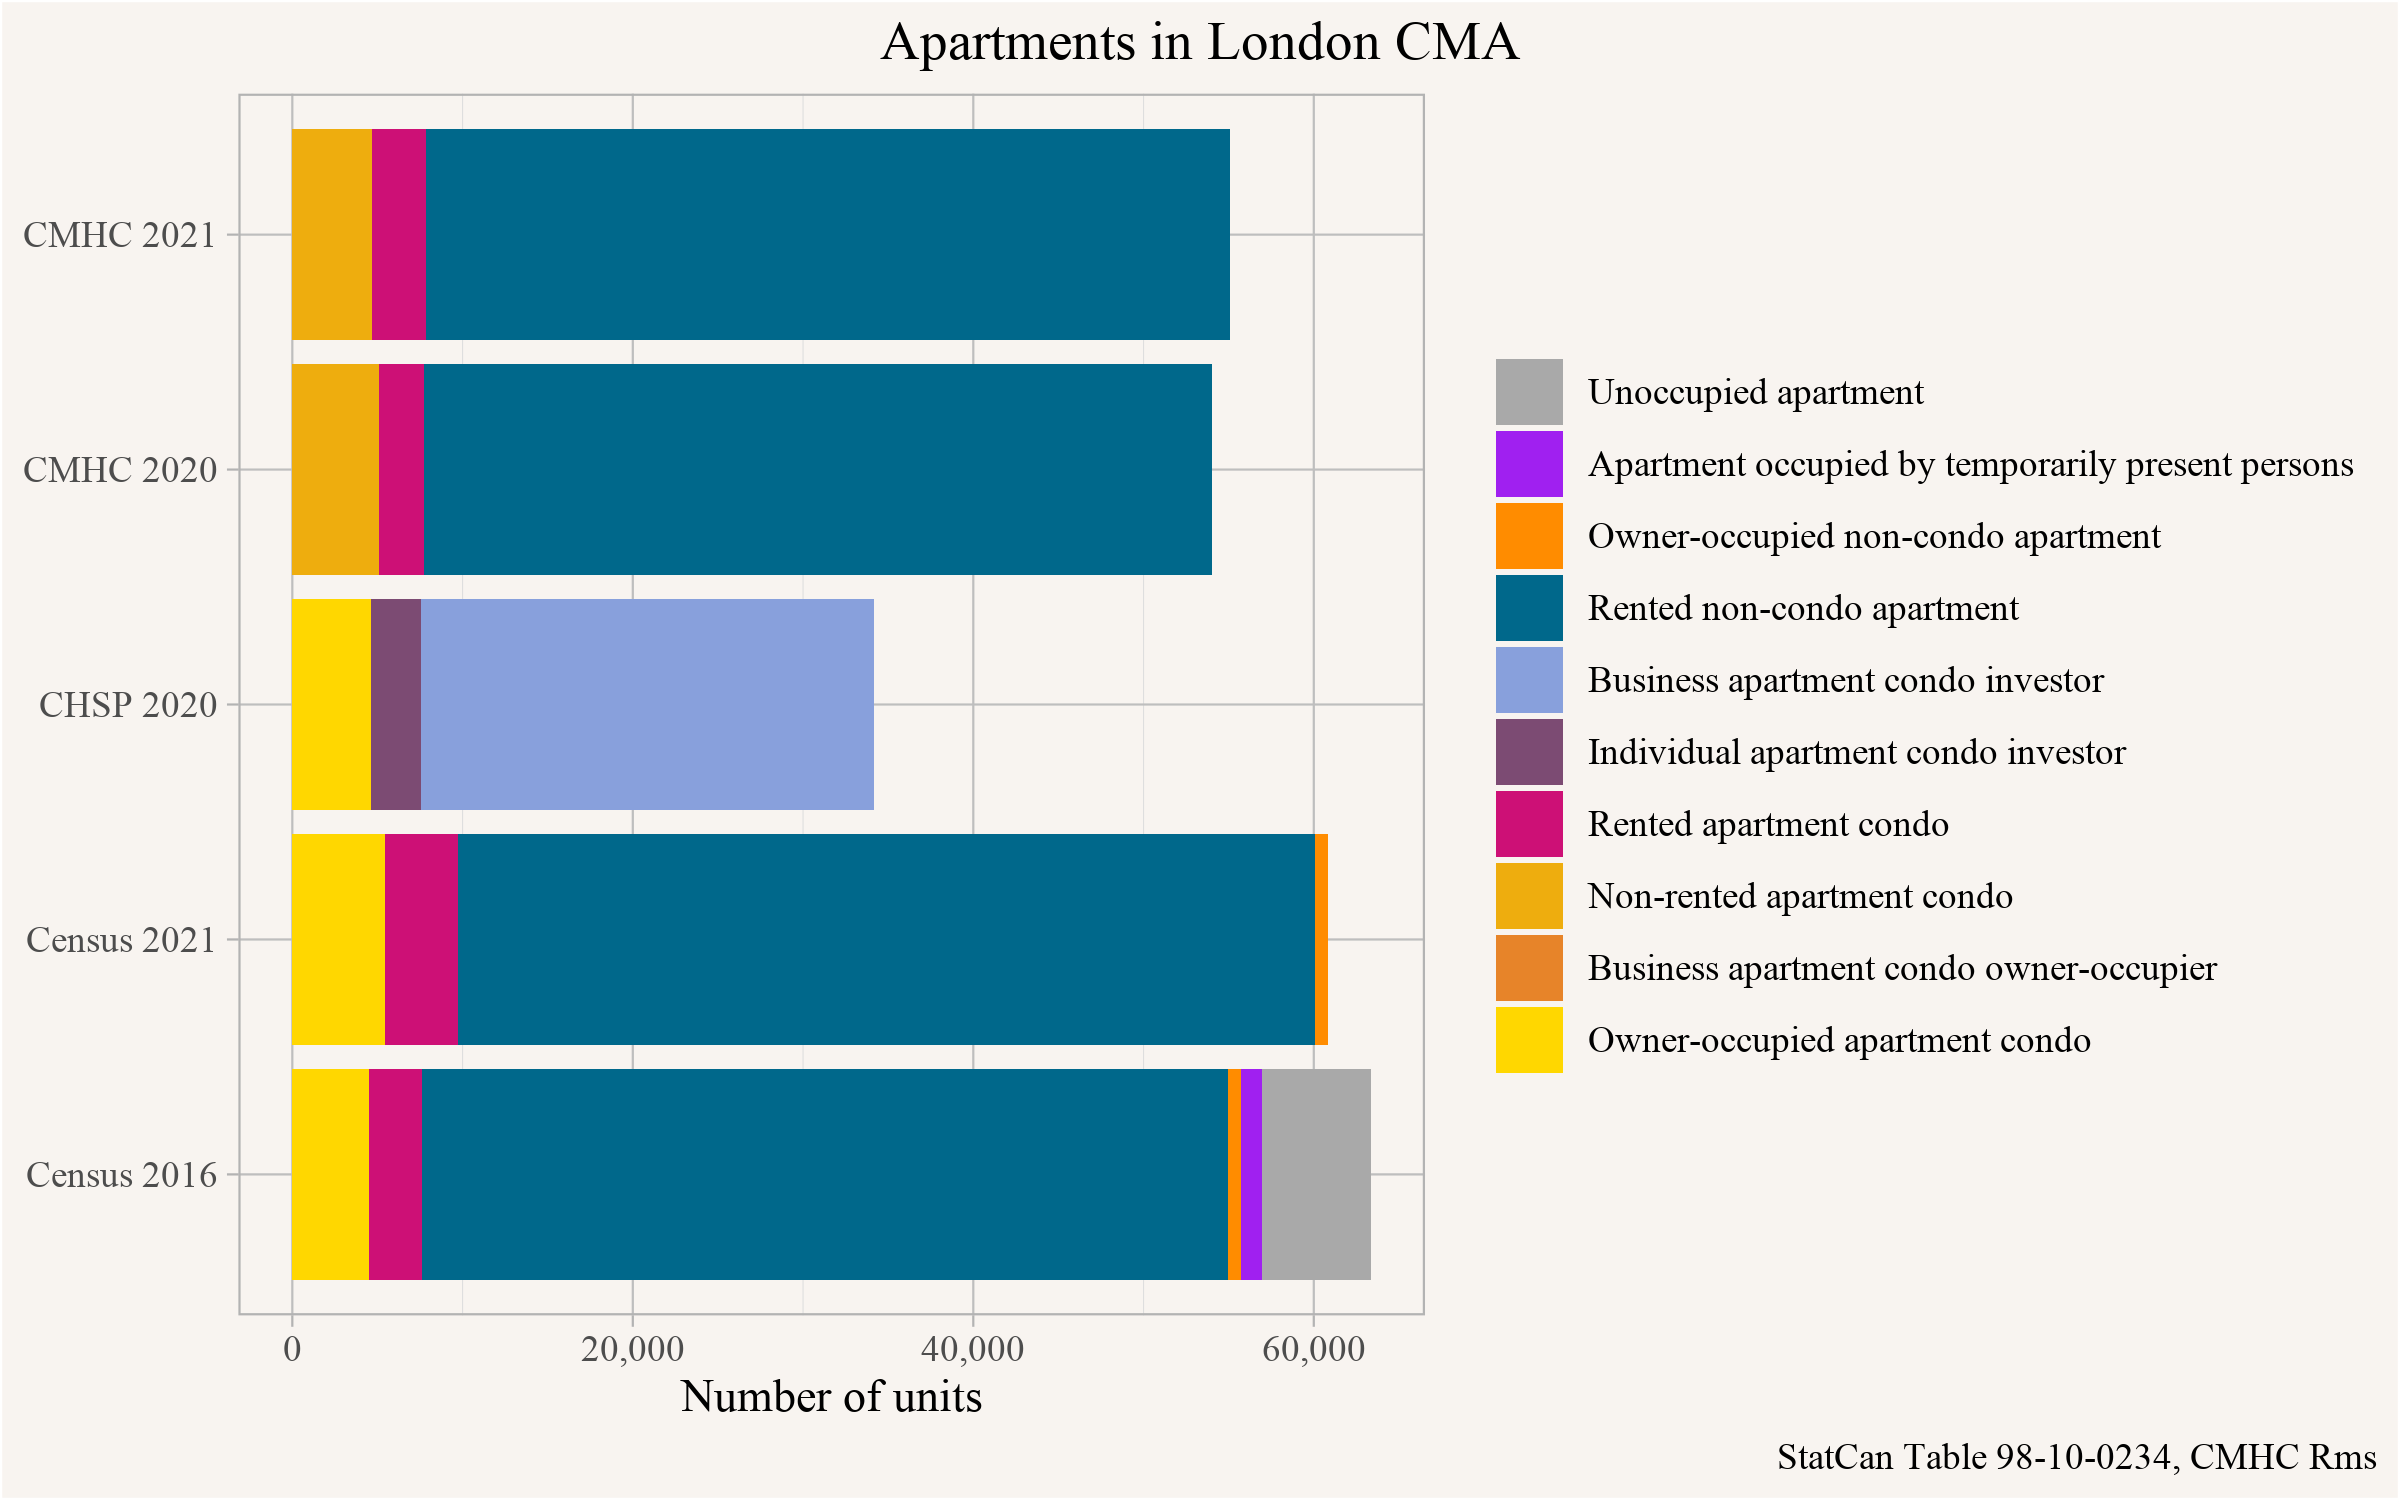 Apartments in London CMA
CMHC 2021
CMHC 2020
CHSP 2020
Census 2021
Census 2016
0
20,000
40,000
60,000
Number of units
Unoccupied apartment
Apartment occupied by temporarily present persons
Owner-occupied non-condo apartment
Rented non-condo apartment
Business apartment condo investor
Individual apartment condo investor
Rented apartment condo
Non-rented apartment condo
Business apartment condo owner-occupier
Owner-occupied apartment condo
StatCan Table 98-10-0234, CMHC Rms